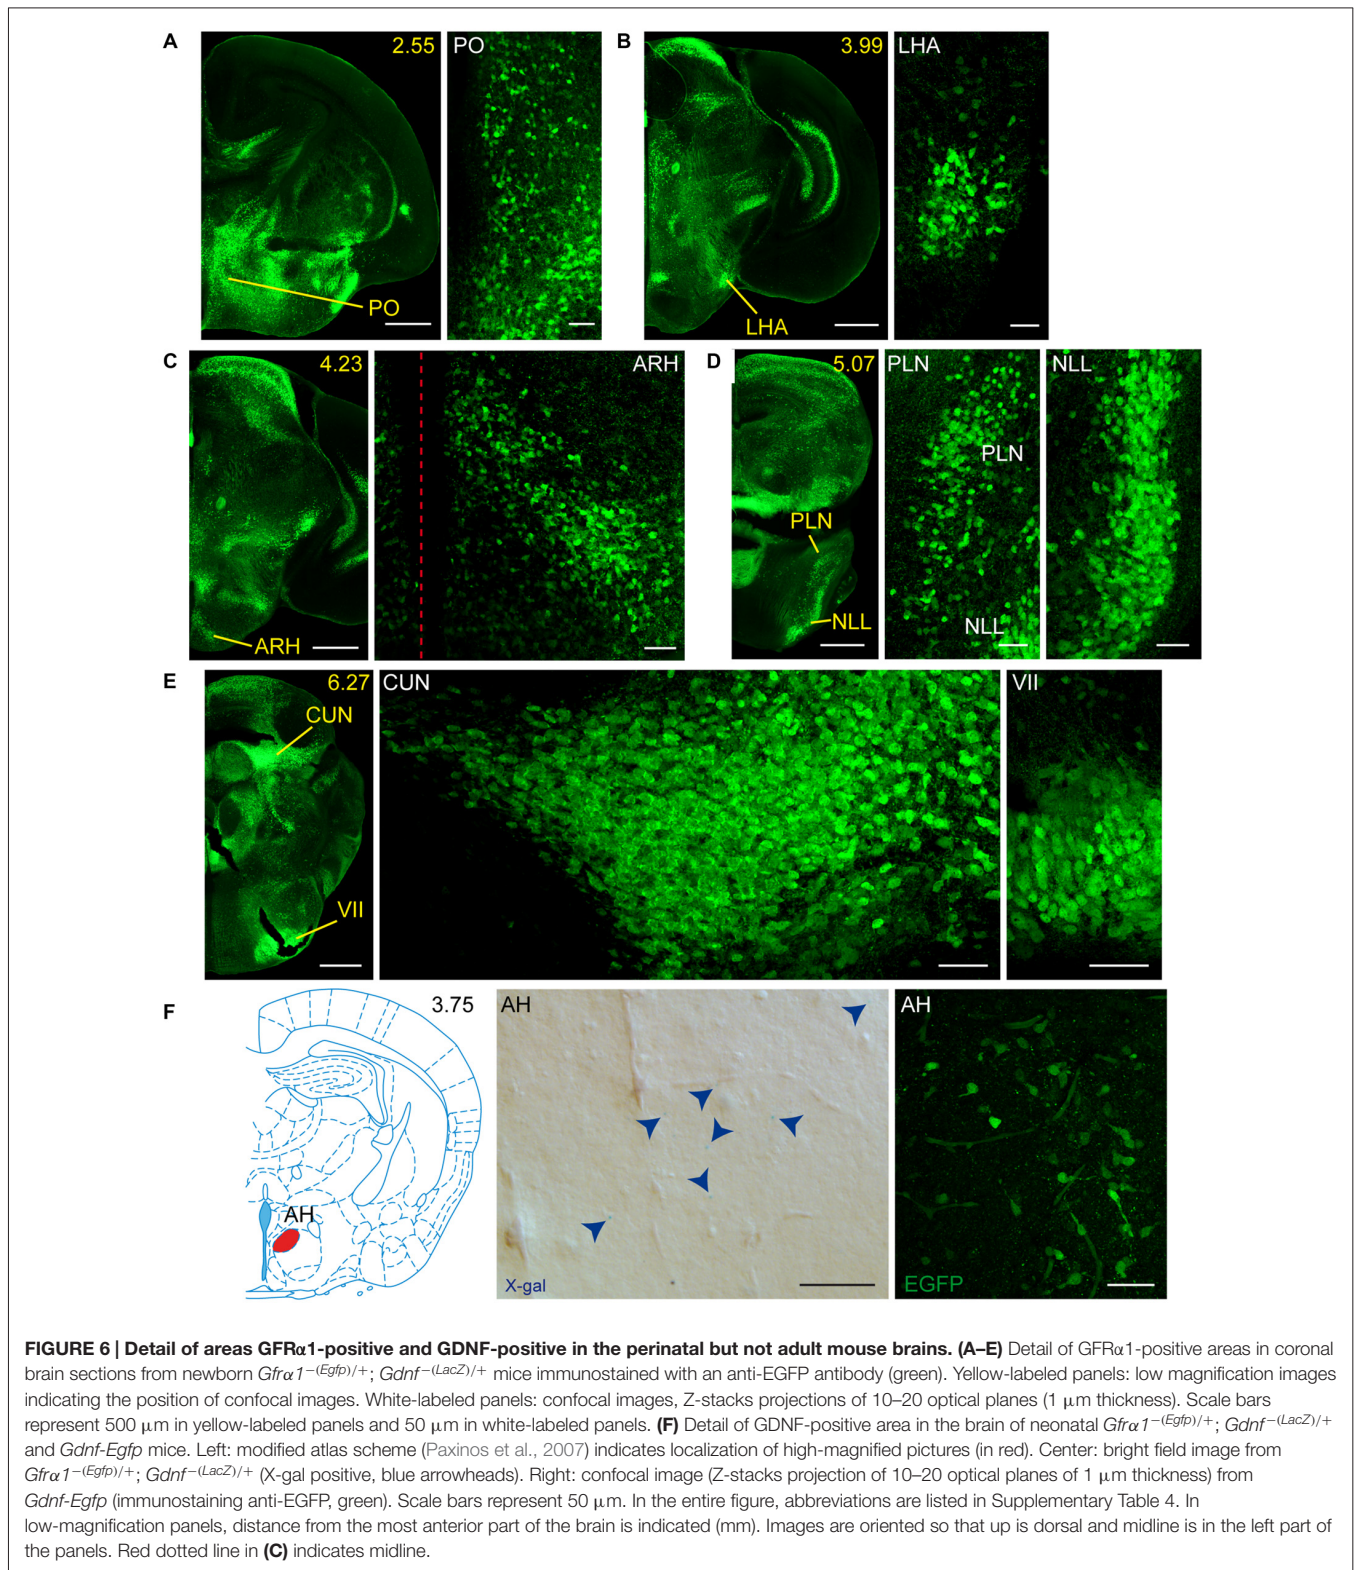 A
2.55
PO
PO
B
3.99
LHA
LHA
C
4.23
ARH
ARH
D
5.07
PLN
NLL
PLN
PLN
NLL
NLL
E
6.27
CUN
VII
CUN
VII
F
3.75
AH
AH
X-gal
AH
EGFP
FIGURE 6 | Detail of areas GFRα1-positive and GDNF-positive in the perinatal but not adult mouse brains. (A–E) Detail of GFRα1-positive areas in coronal
brain sections from newborn Gfrα1−(Egfp)/+; Gdnf−(LacZ)/+ mice immunostained with an anti-EGFP antibody (green). Yellow-labeled panels: low magnification images
indicating the position of confocal images. White-labeled panels: confocal images, Z-stacks projections of 10–20 optical planes (1 μm thickness). Scale bars
represent 500 μm in yellow-labeled panels and 50 μm in white-labeled panels. (F) Detail of GDNF-positive area in the brain of neonatal Gfrα1−(Egfp)/+; Gdnf−(LacZ)/+
and Gdnf-Egfp mice. Left: modified atlas scheme (Paxinos et al., 2007) indicates localization of high-magnified pictures (in red). Center: bright field image from
Gfrα1−(Egfp)/+; Gdnf−(LacZ)/+ (X-gal positive, blue arrowheads). Right: confocal image (Z-stacks projection of 10–20 optical planes of 1 μm thickness) from
Gdnf-Egfp (immunostaining anti-EGFP, green). Scale bars represent 50 μm. In the entire figure, abbreviations are listed in Supplementary Table 4. In
low-magnification panels, distance from the most anterior part of the brain is indicated (mm). Images are oriented so that up is dorsal and midline is in the left part of
the panels. Red dotted line in (C) indicates midline.